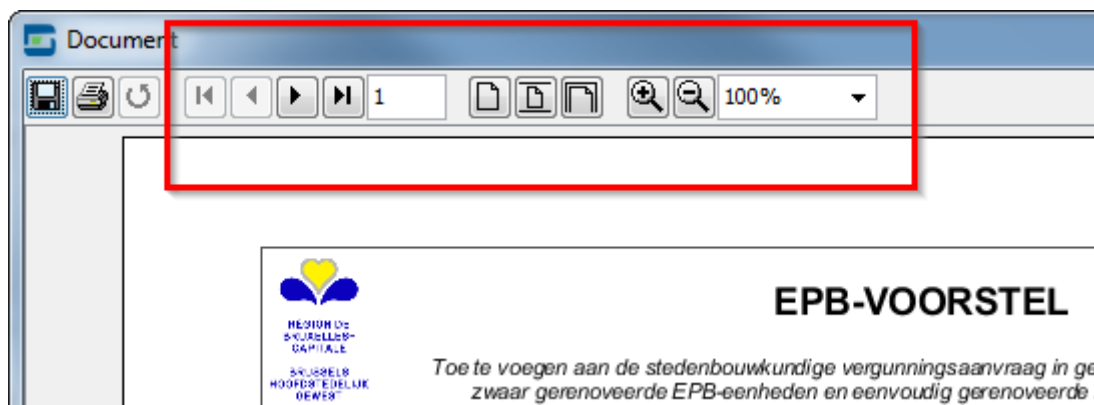 Document
1
100%
EPB-VOORSTEL
RÉGION DE
BRUXELLES-
CAPITALE
BRUSSELS
HOOFDSTEDELIJK
GEWEST
Toe te voegen aan de stedenbouwkundige vergunningsaanvraag in ge
zwaar gerenoveerde EPB-eenheden en eenvoudig gerenoveerde